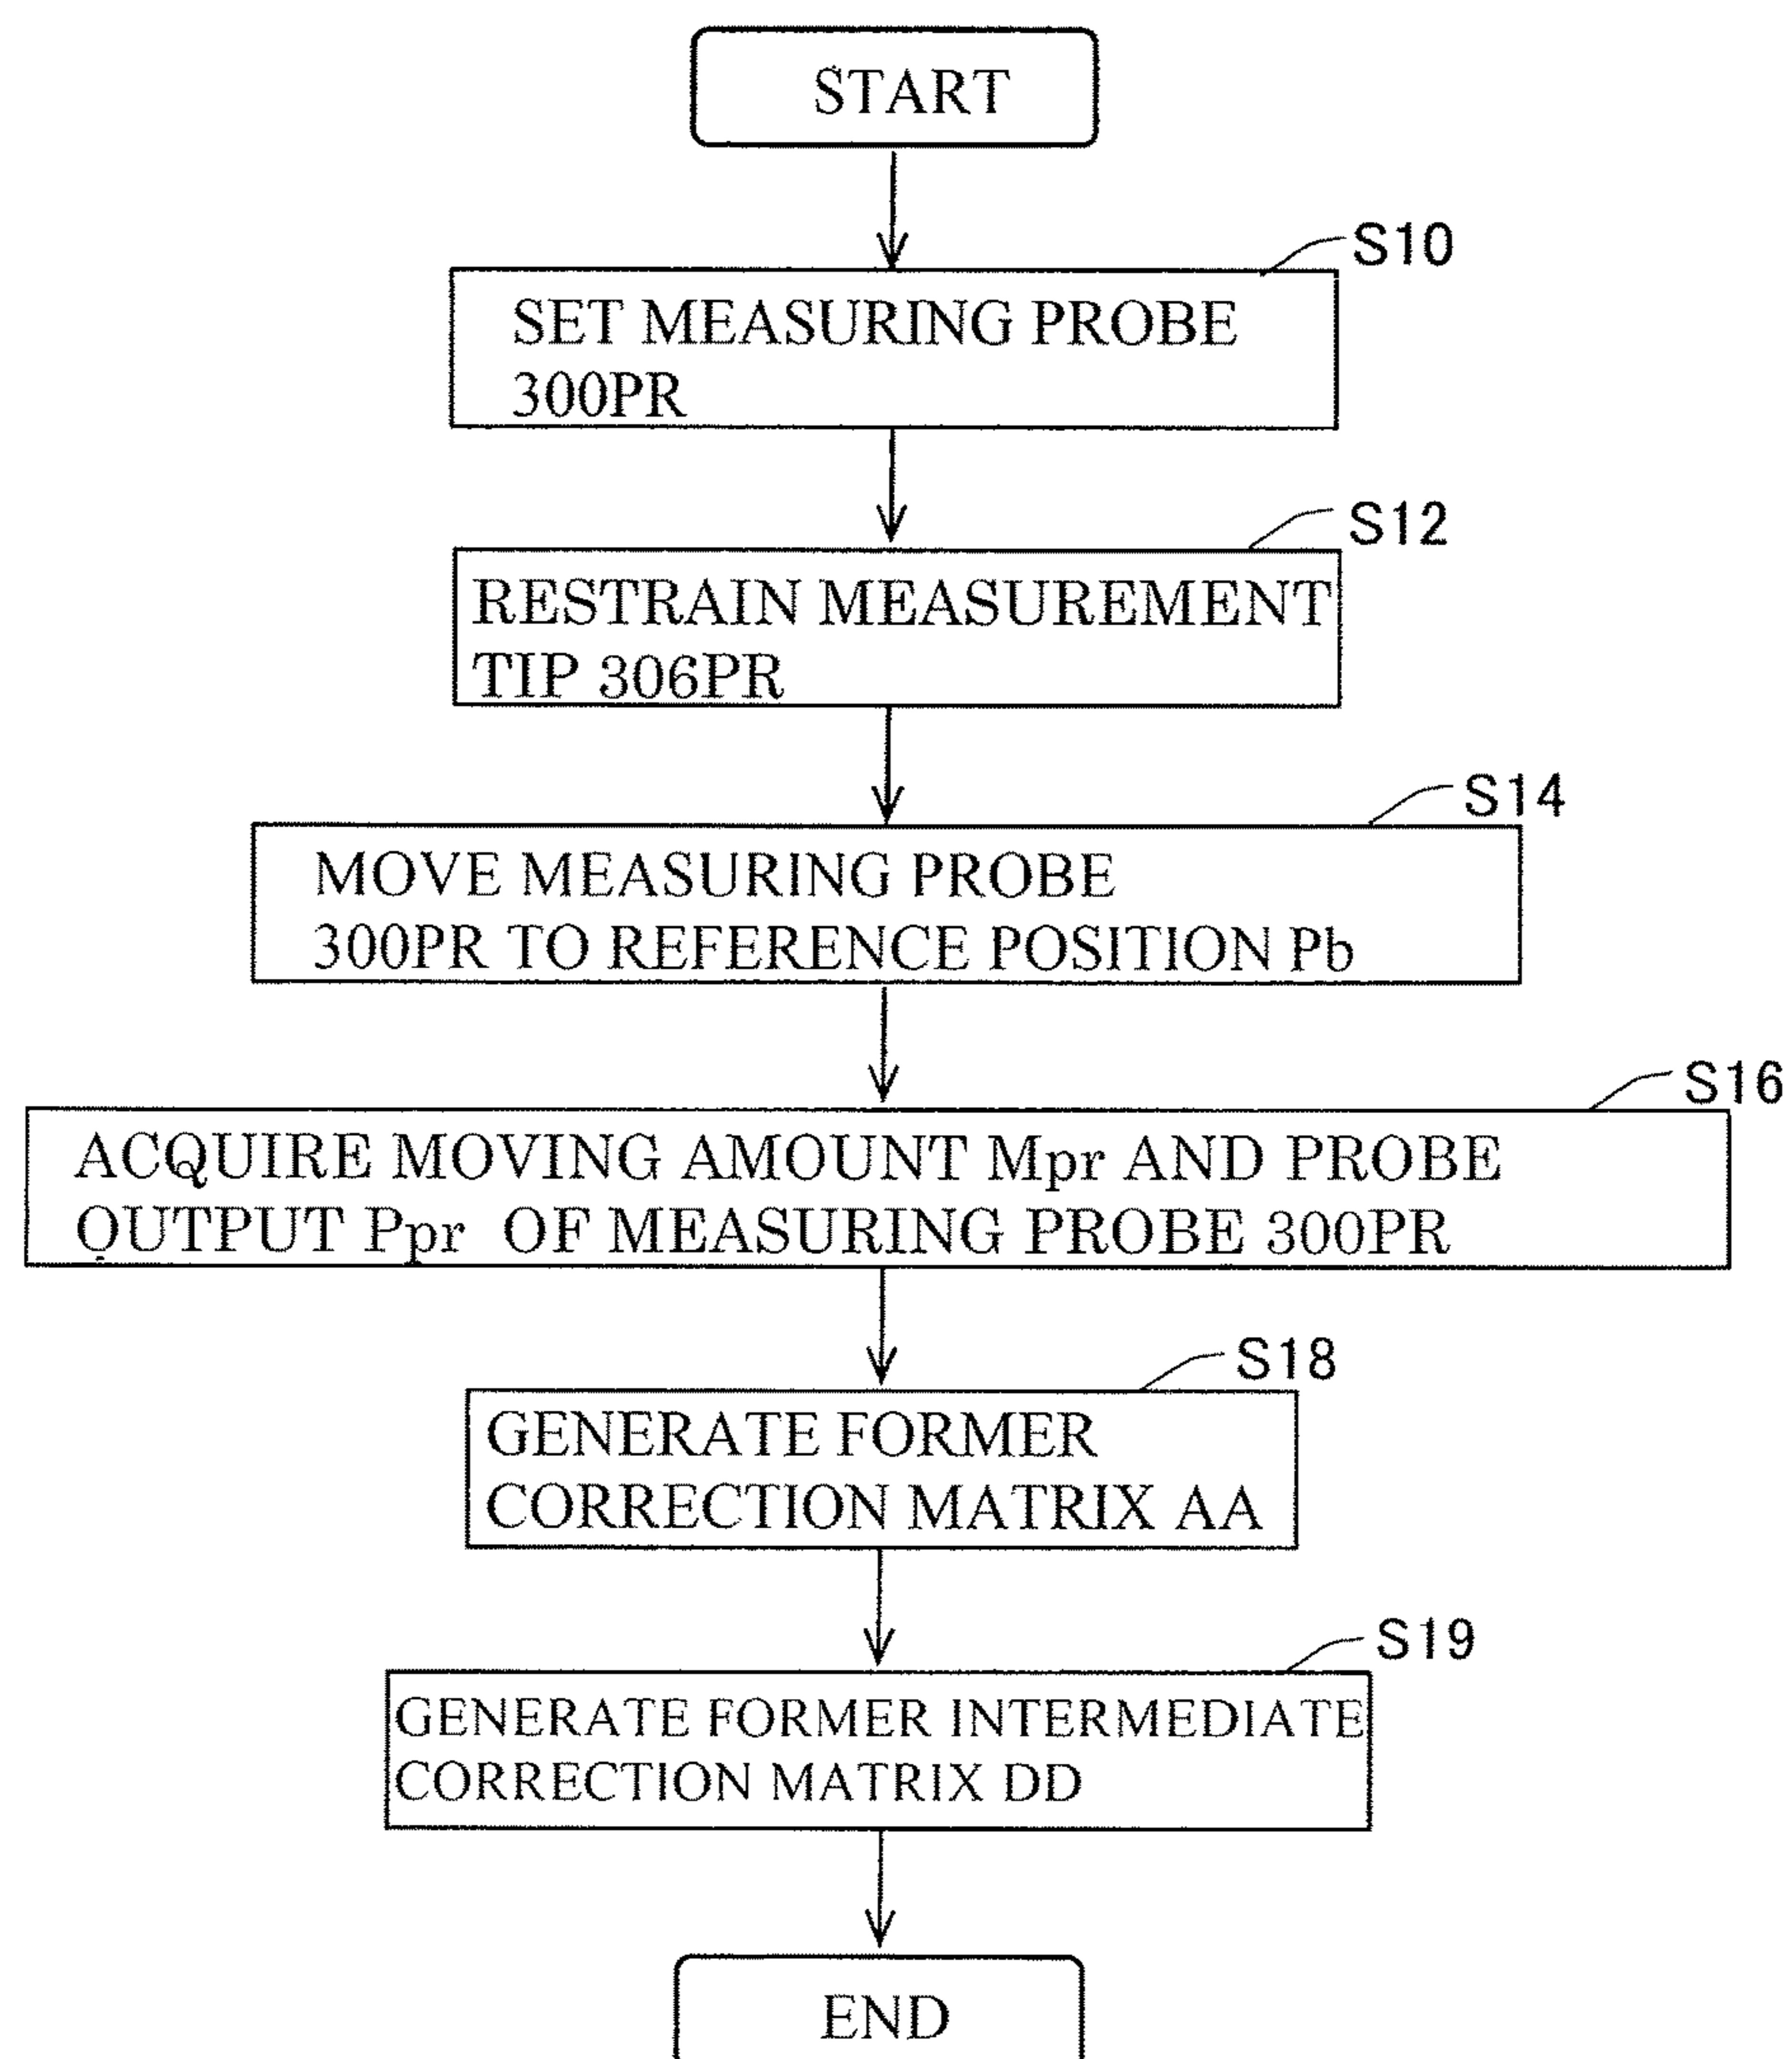 START
S10
SET MEASURING PROBE
300PR
S12
RESTRAIN MEASUREMENT
TIP 306PR
S14
MOVE MEASURING PROBE
300PR TO REFERENCE POSITION Pb
S16
ACQUIRE MOVING AMOUNT Mpr AND PROBE
OUTPUT Ppr OF MEASURING PROBE 300PR
S18
GENERATE FORMER
CORRECTION MATRIX AA
S19
GENERATE FORMER INTERMEDIATE
CORRECTION MATRIX DD
END